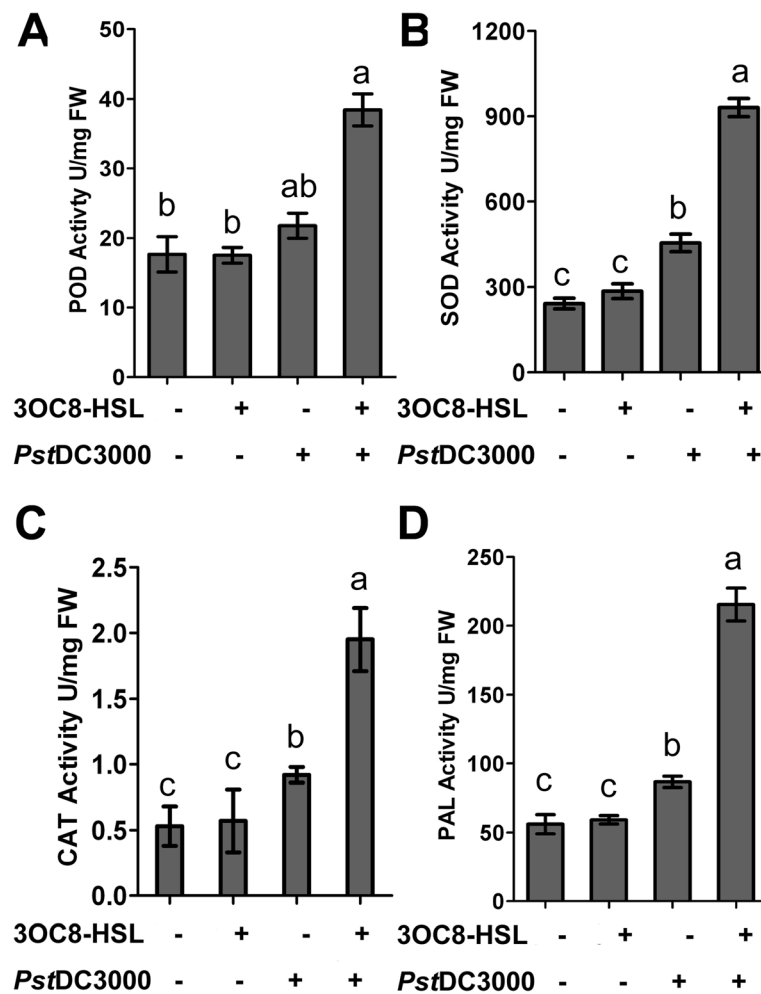 A
POD Activty U/mg FW
50
40
30
20
10
0
b
b
ab
a
3OC8-HSL - + - +
PstDC3000 - - + +
B
SOD Activity U/mg FW
1200
900
600
300
0
c
c
b
a
3OC8-HSL - + - +
PstDC3000 - - + +
C
CAT Activity U/mg FW
2.5
2.0
1.5
1.0
0.5
0.0
c
c
b
a
3OC8-HSL - + - +
PstDC3000 - - + +
D
PAL Activity U/mg FW
250
200
150
100
50
0
c
c
b
a
3OC8-HSL - + - +
PstDC3000 - - + +